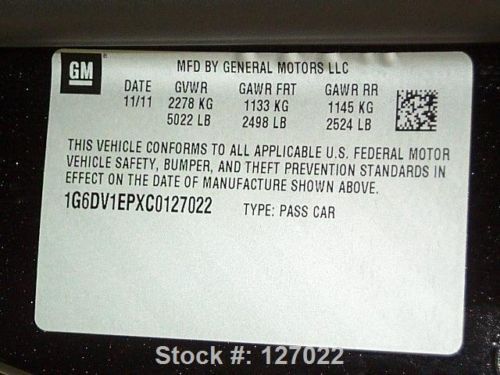 GM
MFD BY GENERAL MOTORS LLC
DATE GVWR GAWR FRT GAWR RR
11/11 2278 KG 1133 KG 1145 KG
5022 LB 2498 LB 2524 LB
THIS VEHICLE CONFORMS TO ALL APPLICABLE U.S. FEDERAL MOTOR
VEHICLE SAFETY, BUMPER, AND THEFT PREVENTION STANDARDS IN
EFFECT ON THE DATE OF MANUFACTURE SHOWN ABOVE.
1G6DV1EPXC0127022 TYPE: PASS CAR
Stock #: 127022